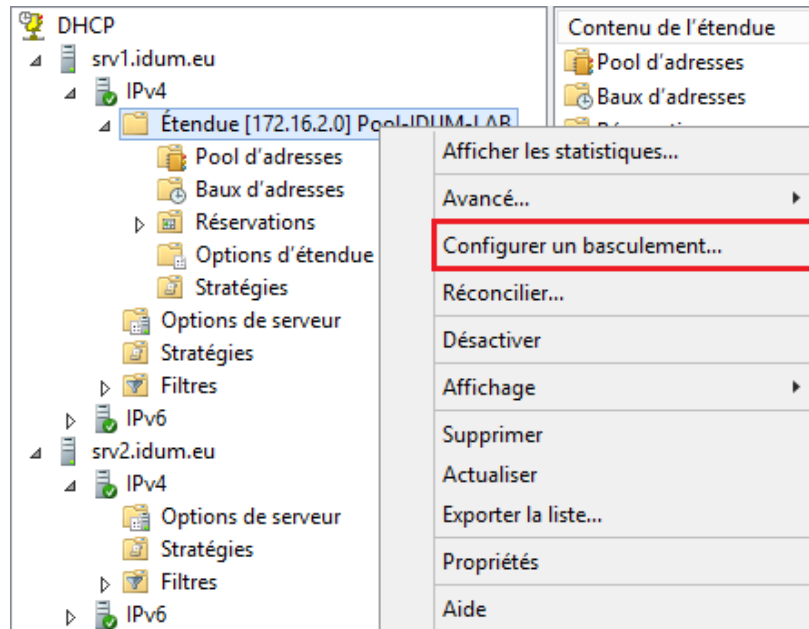 DHCP
srv1.idum.eu
IPv4
Étendue [172.16.2.0] Pool-IDUM-LAB
Pool d'adresses
Baux d'adresses
Réservations
Options d'étendue
Stratégies
Options de serveur
Stratégies
Filtres
IPv6
srv2.idum.eu
IPv4
Options de serveur
Stratégies
Filtres
IPv6
Contenu de l'étendue
Pool d'adresses
Baux d'adresses
Afficher les statistiques...
Avancé...
Configurer un basculement...
Réconcilier...
Désactiver
Affichage
Supprimer
Actualiser
Exporter la liste...
Propriétés
Aide